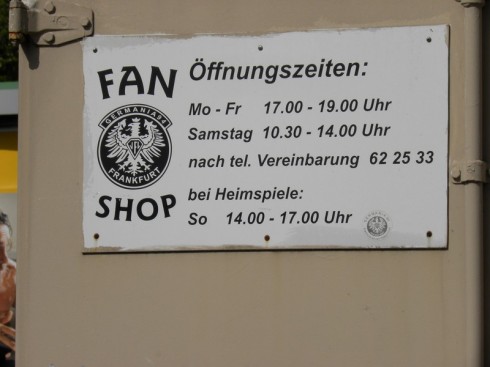 FAN
GERMANIA 94
FRANKFURT
SHOP
Öffnungszeiten:
Mo - Fr 17.00 - 19.00 Uhr
Samstag 10.30 - 14.00 Uhr
nach tel. Vereinbarung 62 25 33
bei Heimspiele:
So 14.00 - 17.00 Uhr